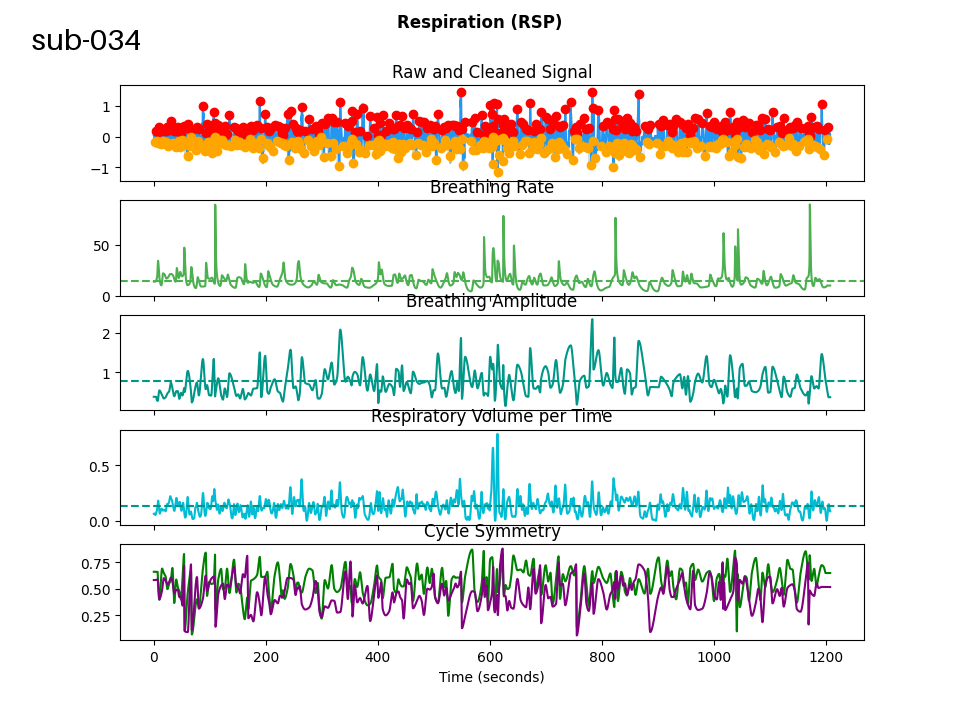 sub-034
Respiration (RSP)
Raw and Cleaned Signal
1
0
−1
Breathing Rate
50
0
Breathing Amplitude
2
1
Respiratory Volume per Time
0.5
0.0
Cycle Symmetry
0.75
0.50
0.25
0 200 400 600 800 1000 1200
Time (seconds)